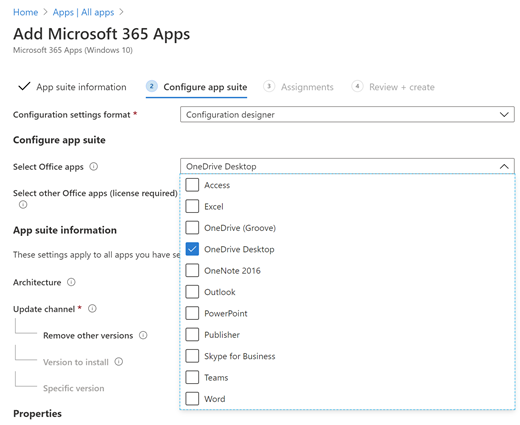 Home > Apps | All apps >
Add Microsoft 365 Apps
Microsoft 365 Apps (Windows 10)
App suite information 2 Configure app suite 3 Assignments 4 Review + create
Configuration settings format * Configuration designer
Configure app suite
Select Office apps OneDrive Desktop
Access
Select other Office apps (license required)
Excel
OneDrive (Groove)
App suite information
OneDrive Desktop
These settings apply to all apps you have se
OneNote 2016
Architecture
Outlook
Update channel *
PowerPoint
Remove other versions
Publisher
Skype for Business
Version to install
Teams
Specific version
Word
Properties